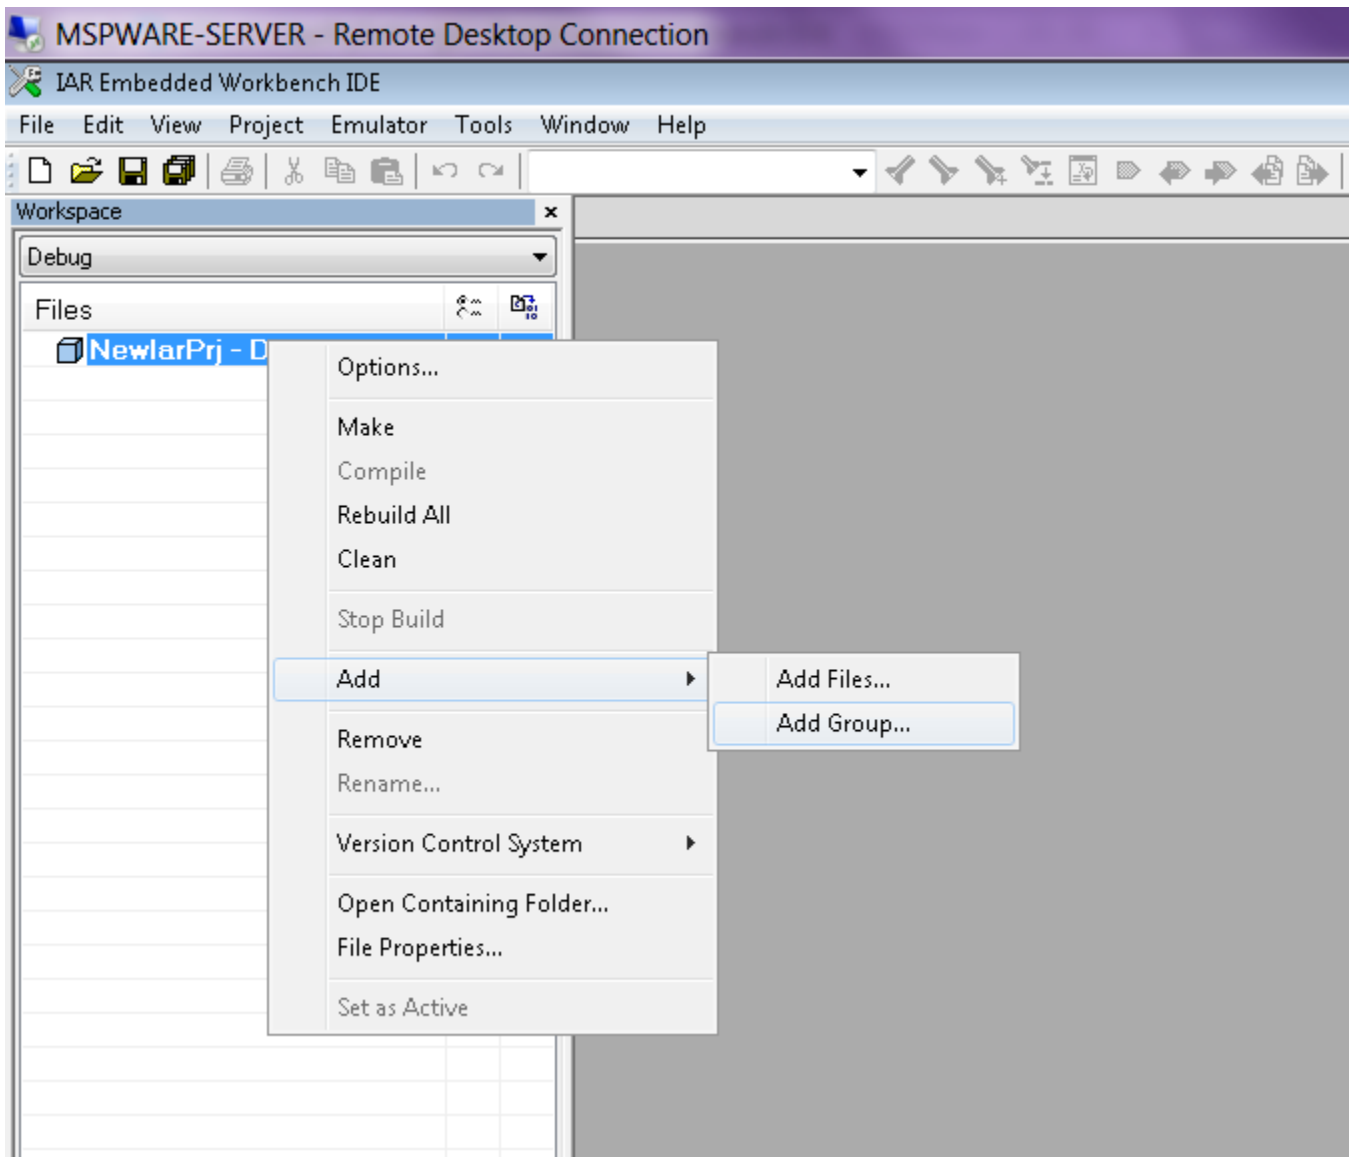 MSPWARE-SERVER - Remote Desktop Connection
IAR Embedded Workbench IDE
File Edit View Project Emulator Tools Window Help
Workspace
Debug
Files
NewIarPrj - D
Options...
Make
Compile
Rebuild All
Clean
Stop Build
Add
Add Files...
Add Group...
Remove
Rename...
Version Control System
Open Containing Folder...
File Properties...
Set as Active